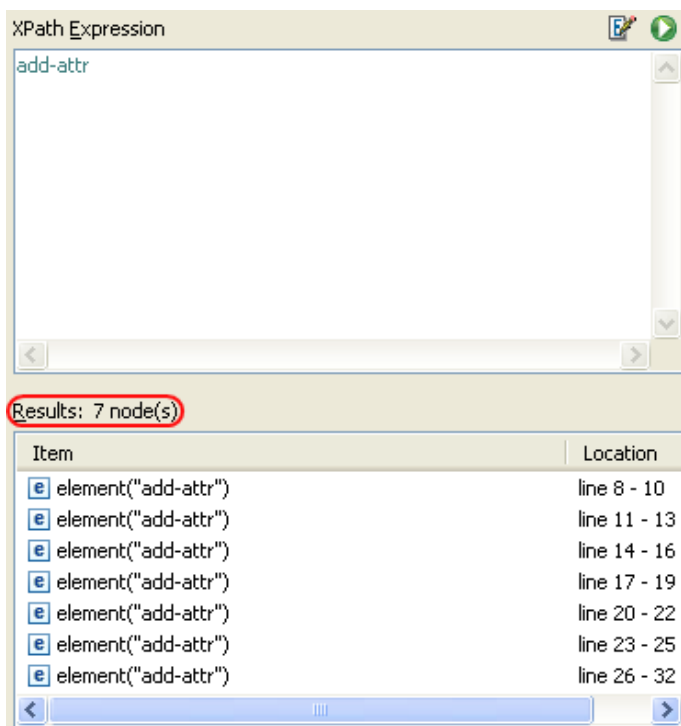 XPath Expression
add-attr
Results: 7 node(s)
Item Location
element("add-attr") line 8 - 10
element("add-attr") line 11 - 13
element("add-attr") line 14 - 16
element("add-attr") line 17 - 19
element("add-attr") line 20 - 22
element("add-attr") line 23 - 25
element("add-attr") line 26 - 32